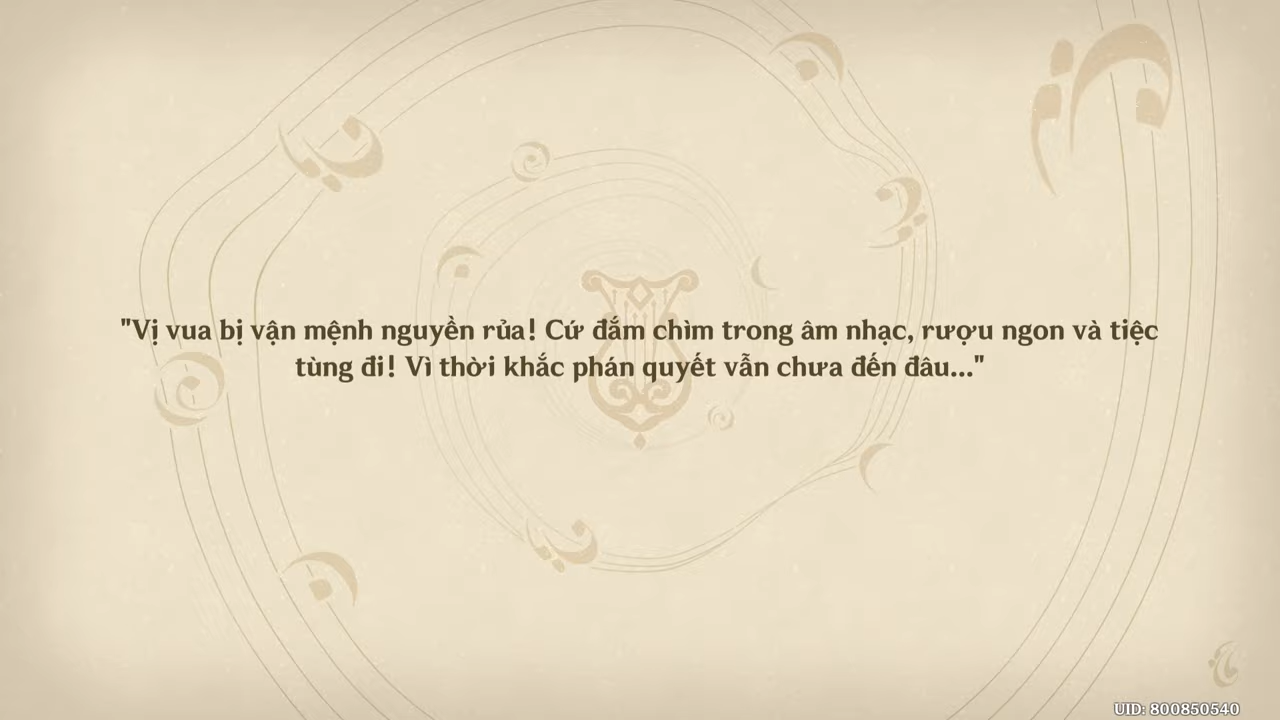 "Vị vua bị vận mệnh nguyền rủa! Cứ đắm chìm trong âm nhạc, rượu ngon và tiệc
tùng đi! Vì thời khắc phán quyết vẫn chưa đến đâu..."
UID: 800850540